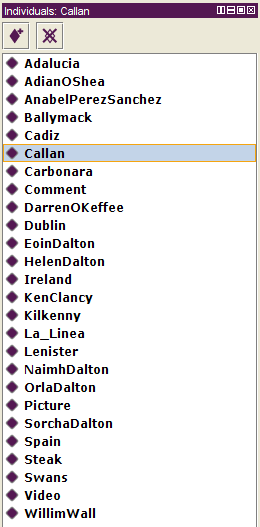 Individuals: Callan
Adalucia
AdianOShea
AnabelPerezSanchez
Ballymack
Cadiz
Callan
Carbonara
Comment
DarrenOKeffee
Dublin
EoinDalton
HelenDalton
Ireland
KenClancy
Kilkenny
La_Linea
Lenister
NaimhDalton
OrlaDalton
Picture
SorchaDalton
Spain
Steak
Swans
Video
WillimWall